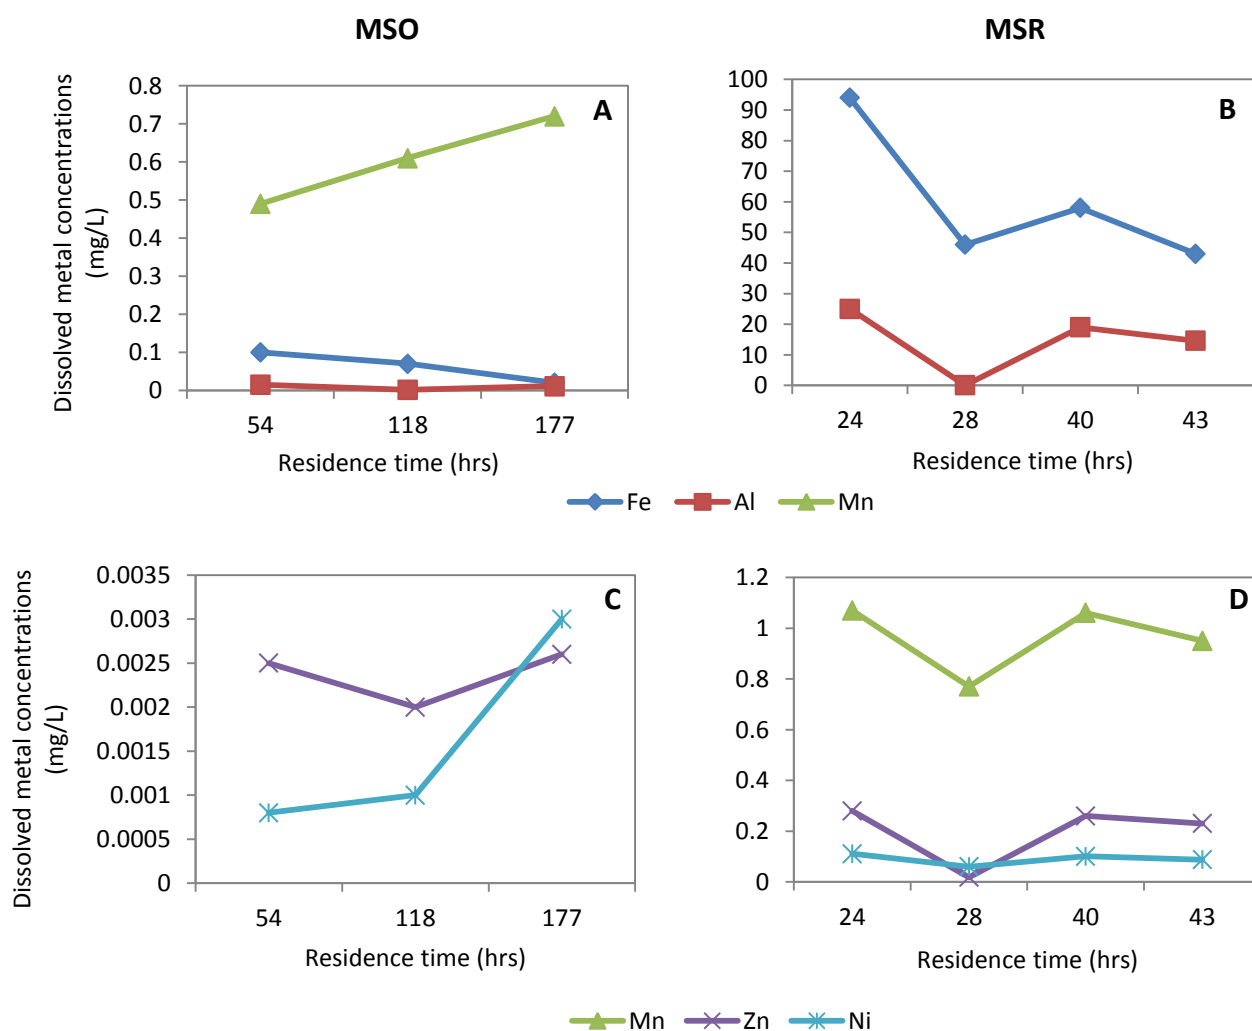 MSO
MSR
Dissolved metal concentrations
(mg/L)
0.8
0.7
0.6
0.5
0.4
0.3
0.2
0.1
0
A
54
118
177
Residence time (hrs)
100
90
80
70
60
50
40
30
20
10
0
B
24
28
40
43
Residence time (hrs)
Fe
Al
Mn
Dissolved metal concentrations
(mg/L)
0.0035
0.003
0.0025
0.002
0.0015
0.001
0.0005
0
C
54
118
177
Residence time (hrs)
1.2
1
0.8
0.6
0.4
0.2
0
D
24
28
40
43
Residence time (hrs)
Mn
Zn
Ni